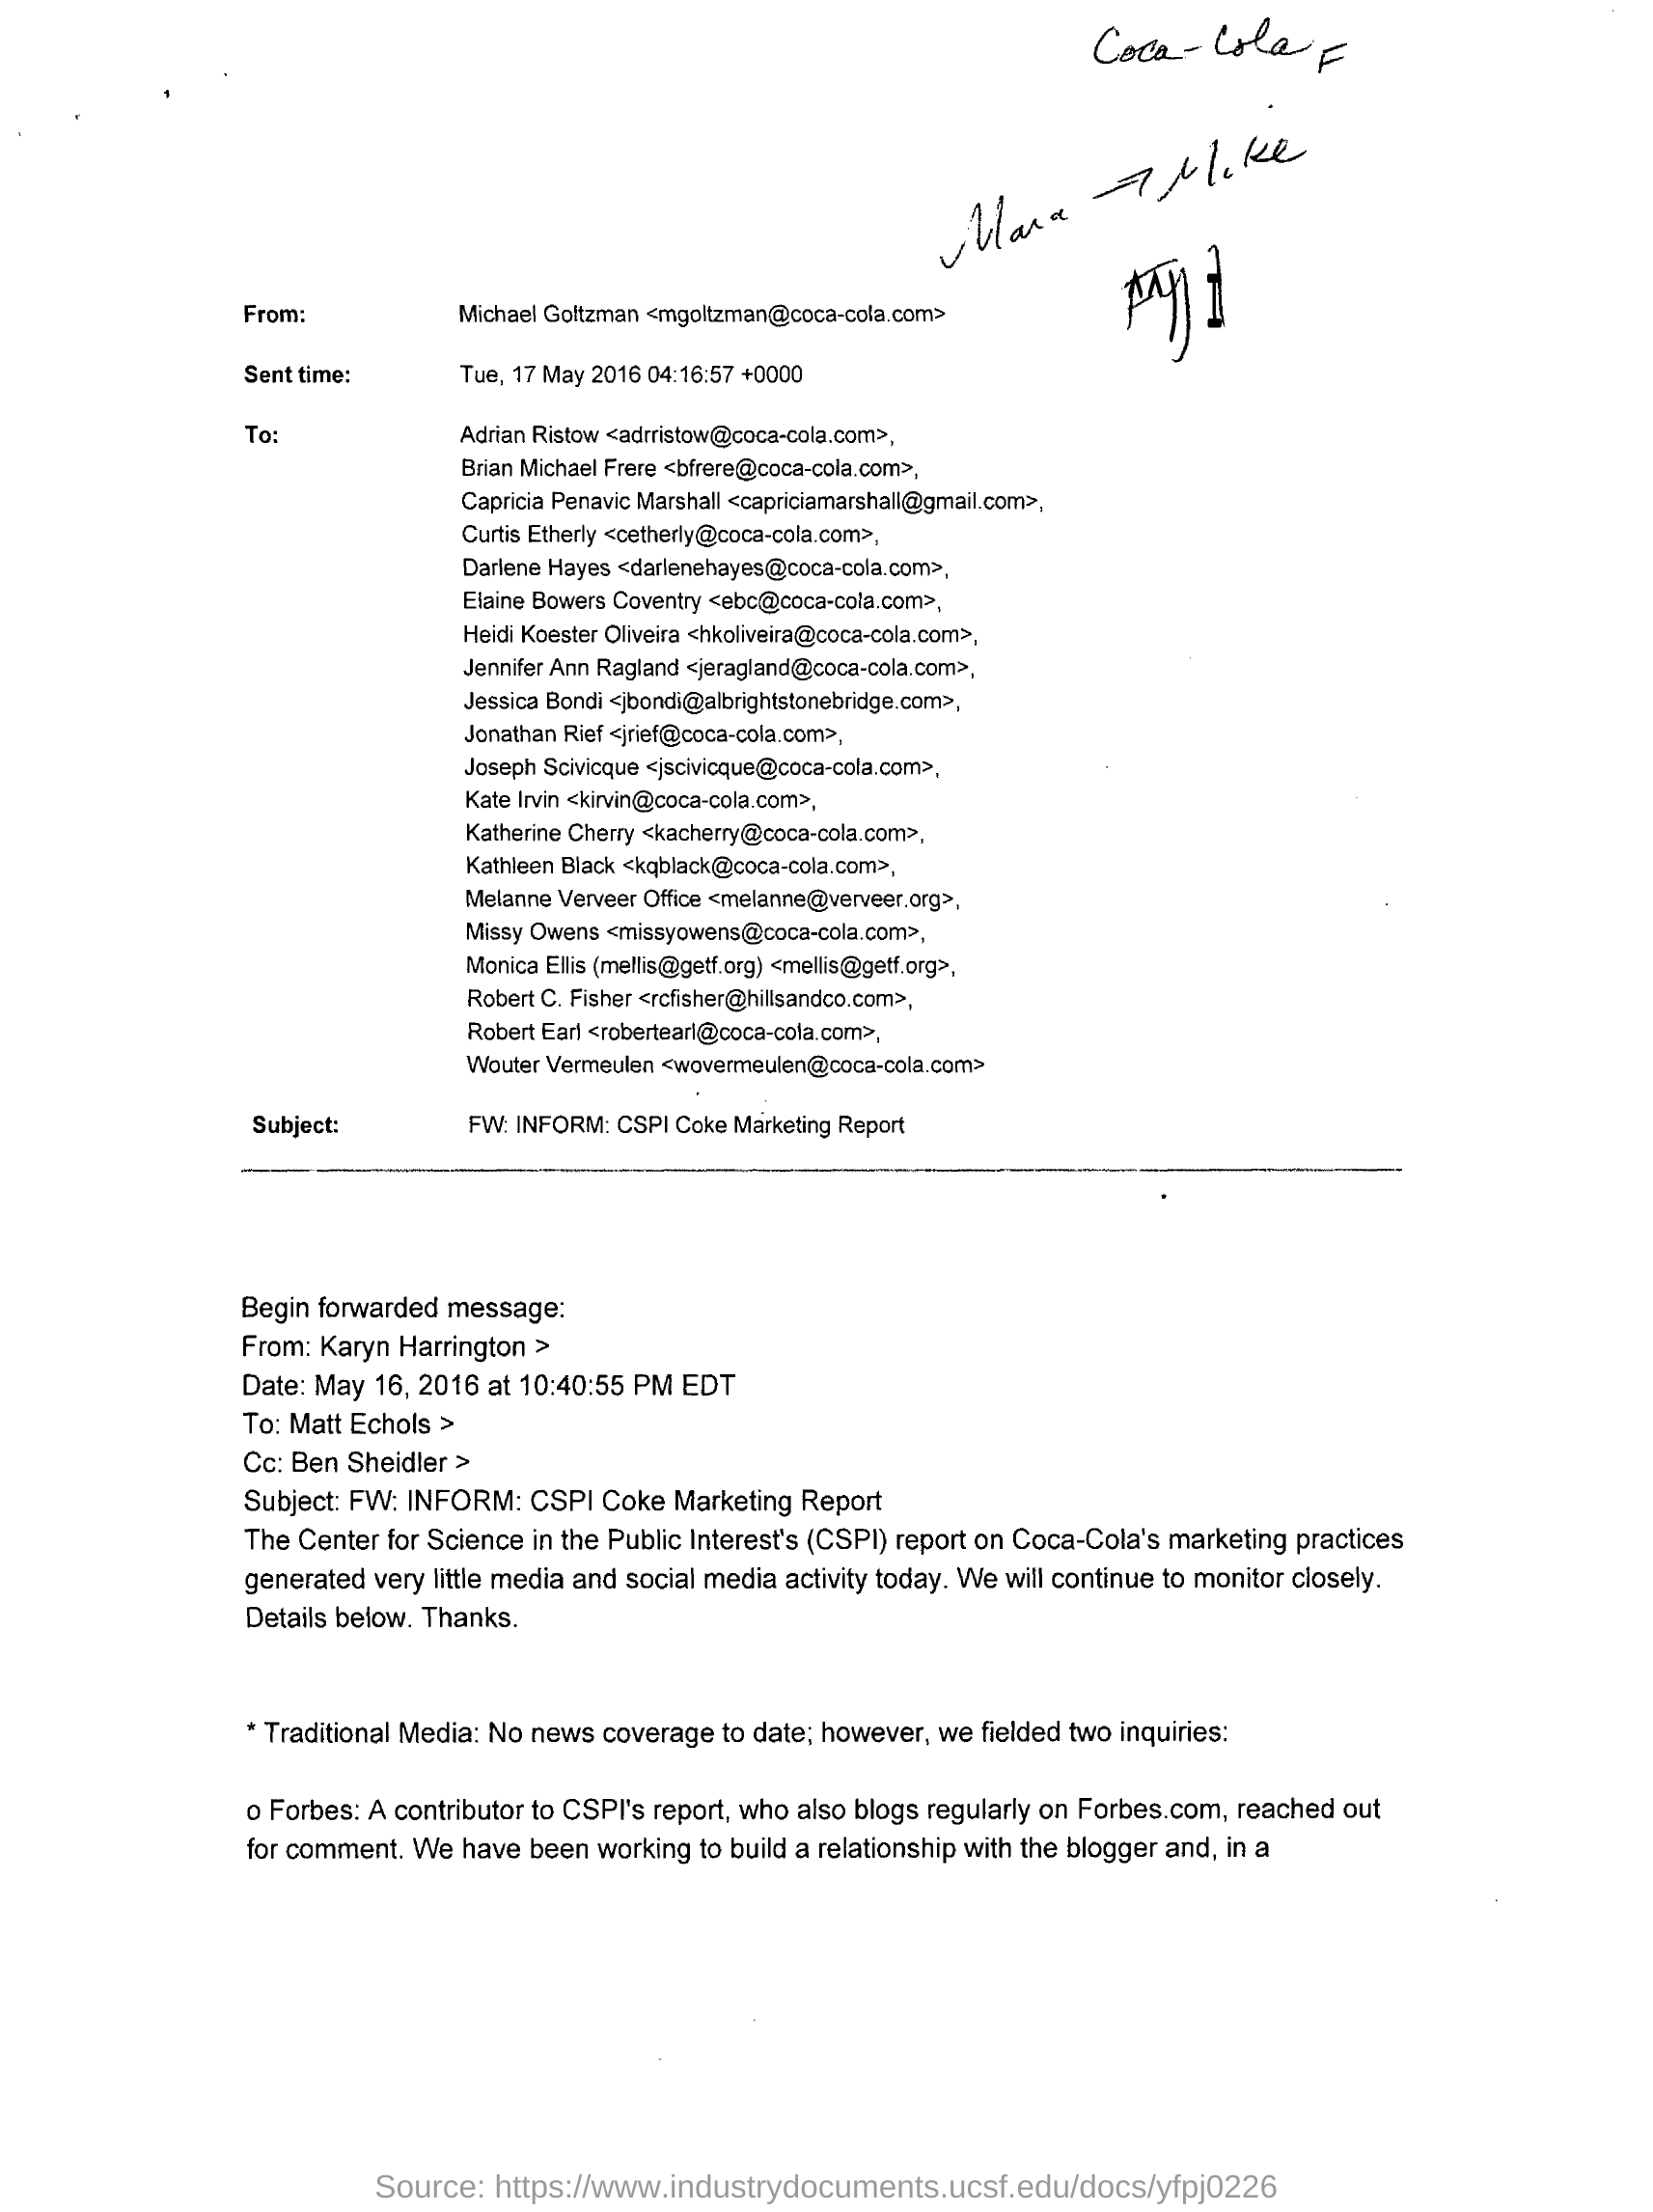 Coca-Cola F
Mara → Mike
From: Michael Goltzman <mgoltzman@coca-cola.com>
Sent time: Tue, 17 May 2016 04:16:57 +0000
To: Adrian Ristow <adrristow@coca-cola.com>,
Brian Michael Frere <bfrere@coca-cola.com>,
Capricia Penavic Marshall <capriciamarshall@gmail.com>,
Curtis Etherly <cetherly@coca-cola.com>,
Darlene Hayes <darlenehayes@coca-cola.com>,
Elaine Bowers Coventry <ebc@coca-cola.com>,
Heidi Koester Oliveira <hkoliveira@coca-cola.com>,
Jennifer Ann Ragland <jeragland@coca-cola.com>,
Jessica Bondi <jbondi@albrightstonebridge.com>,
Jonathan Rief <jrief@coca-cola.com>,
Joseph Scivicque <jscivicque@coca-cola.com>,
Kate Irvin <kirvin@coca-cola.com>,
Katherine Cherry <kacherry@coca-cola.com>,
Kathleen Black <kqblack@coca-cola.com>,
Melanne Verveer Office <melanne@verveer.org>,
Missy Owens <missyowens@coca-cola.com>,
Monica Ellis (mellis@getf.org) <mellis@getf.org>,
Robert C. Fisher <rcfisher@hillsandco.com>,
Robert Earl <robertearl@coca-cola.com>,
Wouter Vermeulen <wovermeulen@coca-cola.com>
Subject: FW: INFORM: CSPI Coke Marketing Report
Begin forwarded message:
From: Karyn Harrington >
Date: May 16, 2016 at 10:40:55 PM EDT
To: Matt Echols >
Cc: Ben Sheidler >
Subject: FW: INFORM: CSPI Coke Marketing Report
The Center for Science in the Public Interest's (CSPI) report on Coca-Cola's marketing practices
generated very little media and social media activity today. We will continue to monitor closely.
Details below. Thanks.
* Traditional Media: No news coverage to date; however, we fielded two inquiries:
o Forbes: A contributor to CSPI's report, who also blogs regularly on Forbes.com, reached out
for comment. We have been working to build a relationship with the blogger and, in a
Source: https://www.industrydocuments.ucsf.edu/docs/yfpj0226